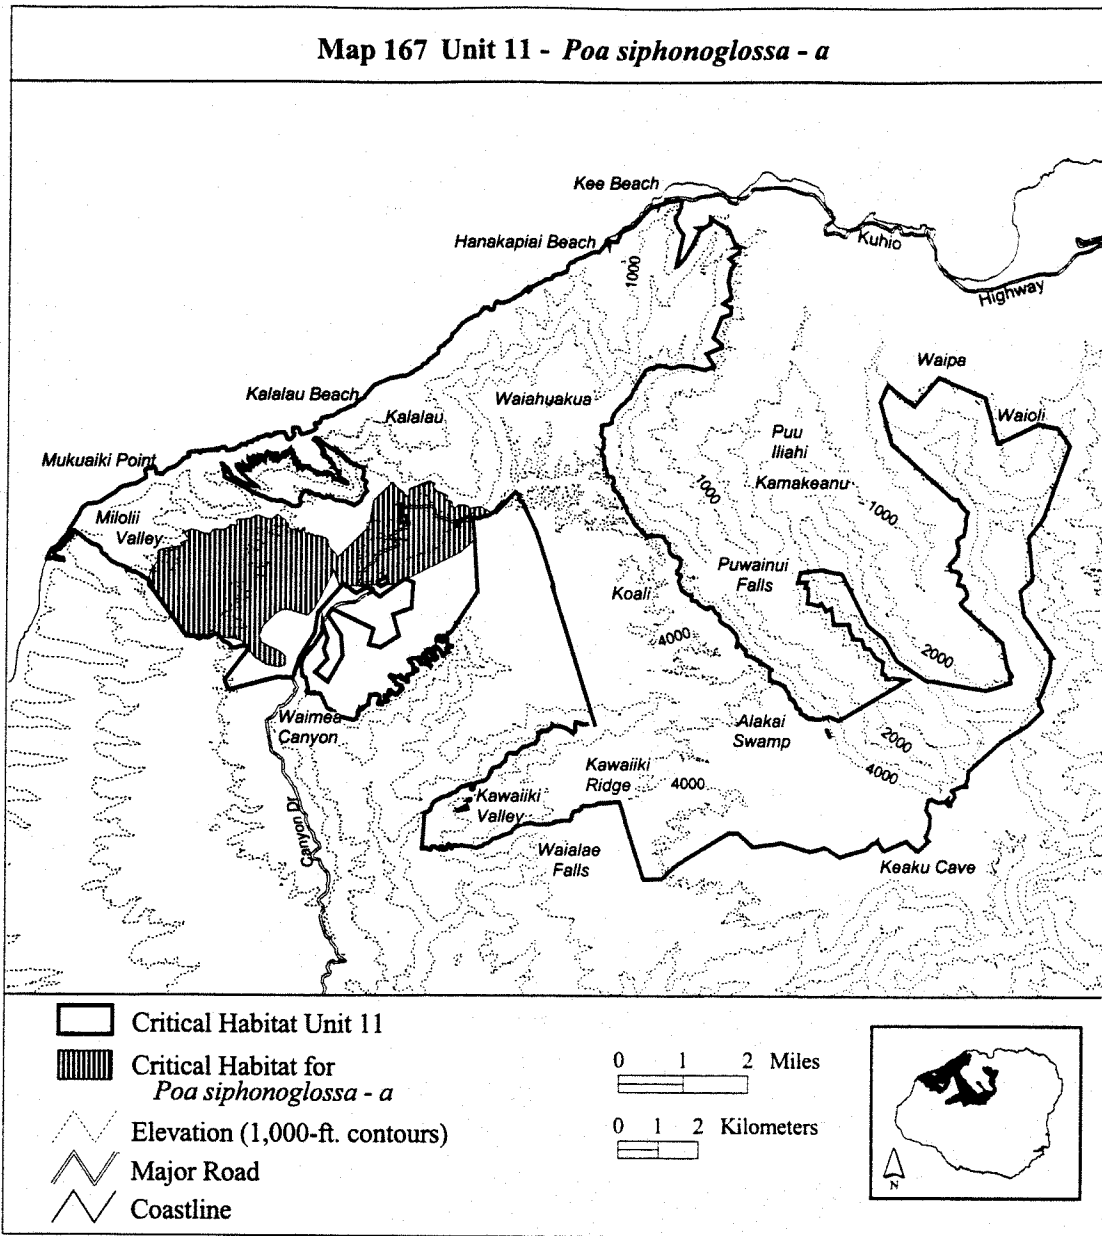 Map 167 Unit 11 - Poa siphonoglossa - a
Kee Beach
Hanakapiai Beach
Kuhio
1000
Highway
Waipa
Kalalau Beach
Waiahuakua
Kalalau
Waioli
Puu
Iliahi
Mukuaiki Point
Kamakeanu
1000
1000
Milolii
Valley
Puwainui
Falls
Koali
4000
2000
Waimea
Canyon
Alakai
Swamp
2000
Kawaiiki
Ridge
4000
4000
Kawaiiki
Valley
Canyon Dr
Waialae
Falls
Keaku Cave
Critical Habitat Unit 11
Critical Habitat for
Poa siphonoglossa - a
Elevation (1,000-ft. contours)
Major Road
Coastline
0 1 2 Miles
0 1 2 Kilometers
N